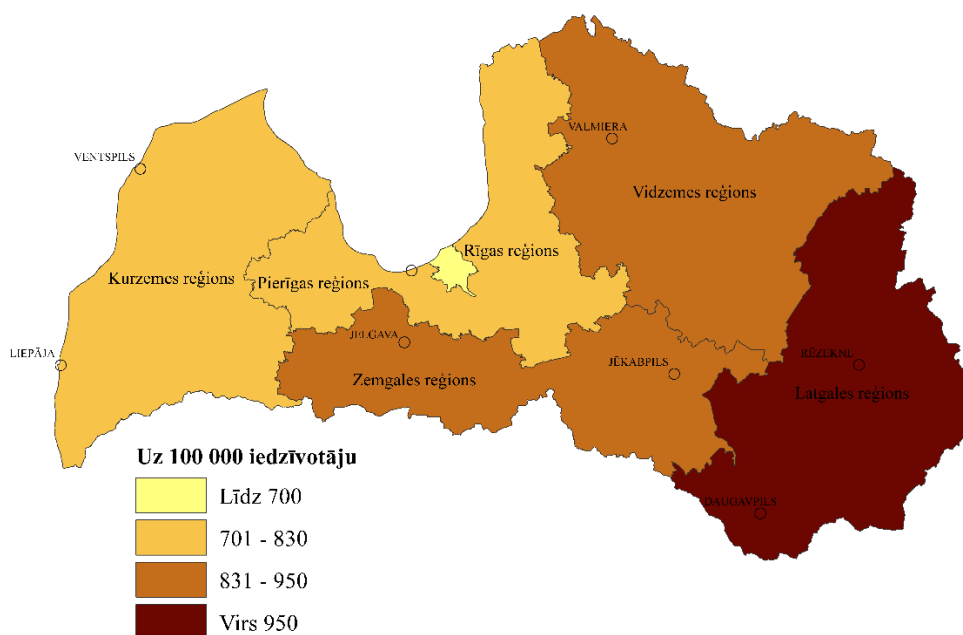 VALMIERA
VENTSPILS
Vidzemes reģions
Rīgas reģions
Kurzemes reģions
Pierīgas reģions
JELGAVA
LIEPĀJA
JĒKABPILS
RĒZEKNE
Zemgales reģions
Latgales reģions
Uz 100 000 iedzīvotāju
Līdz 700
DAUGAVPILS
701 - 830
831 - 950
Virs 950